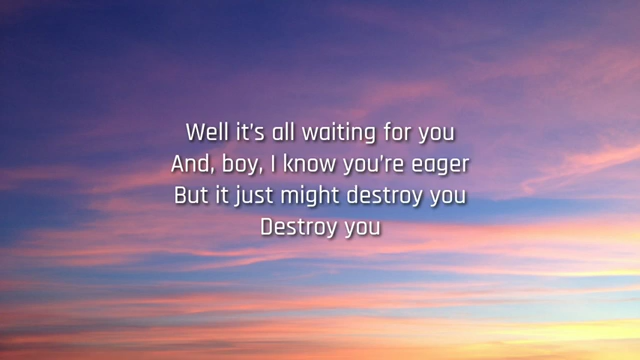 Well it’s all waiting for you
And, boy, I know you’re eager
But it just might destroy you
Destroy you